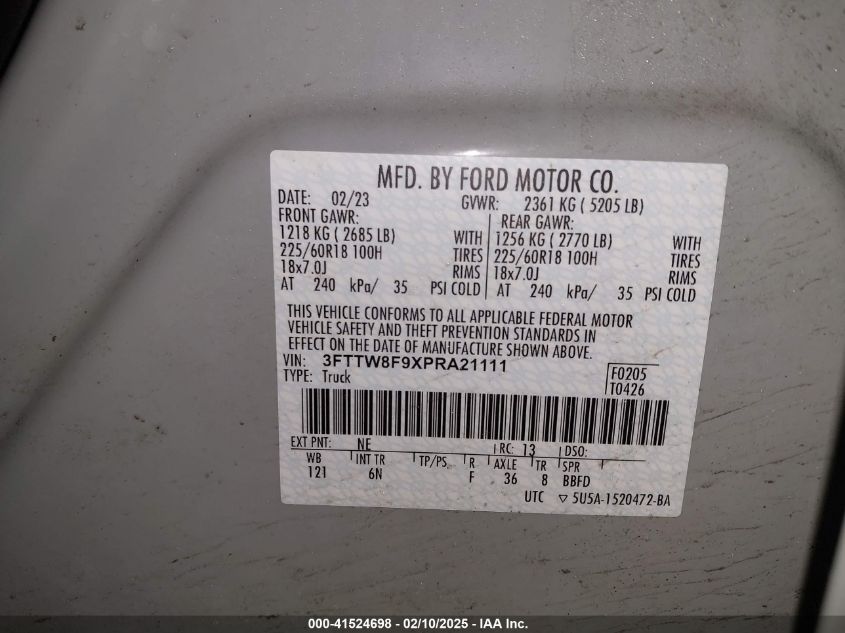 MFD. BY FORD MOTOR CO.
DATE: 02/23 GVWR: 2361 KG ( 5205 LB)
FRONT GAWR: REAR GAWR:
1218 KG ( 2685 LB) WITH 1256 KG ( 2770 LB) WITH
225/60R18 100H TIRES 225/60R18 100H TIRES
18x7.0J RIMS 18x7.0J RIMS
AT 240 kPa/ 35 PSI COLD AT 240 kPa/ 35 PSI COLD
THIS VEHICLE CONFORMS TO ALL APPLICABLE FEDERAL MOTOR
VEHICLE SAFETY AND THEFT PREVENTION STANDARDS IN
EFFECT ON THE DATE OF MANUFACTURE SHOWN ABOVE.
VIN: 3FTTW8F9XPRA21111
TYPE: Truck F0205
T0426
EXT PNT: NE RC: 13 DSO:
WB INT TR TP/PS R AXLE TR SPR
121 6N F 36 8 BBFD
UTC ▽ 5U5A-1520472-BA
000-41524698 - 02/10/2025 - IAA Inc.